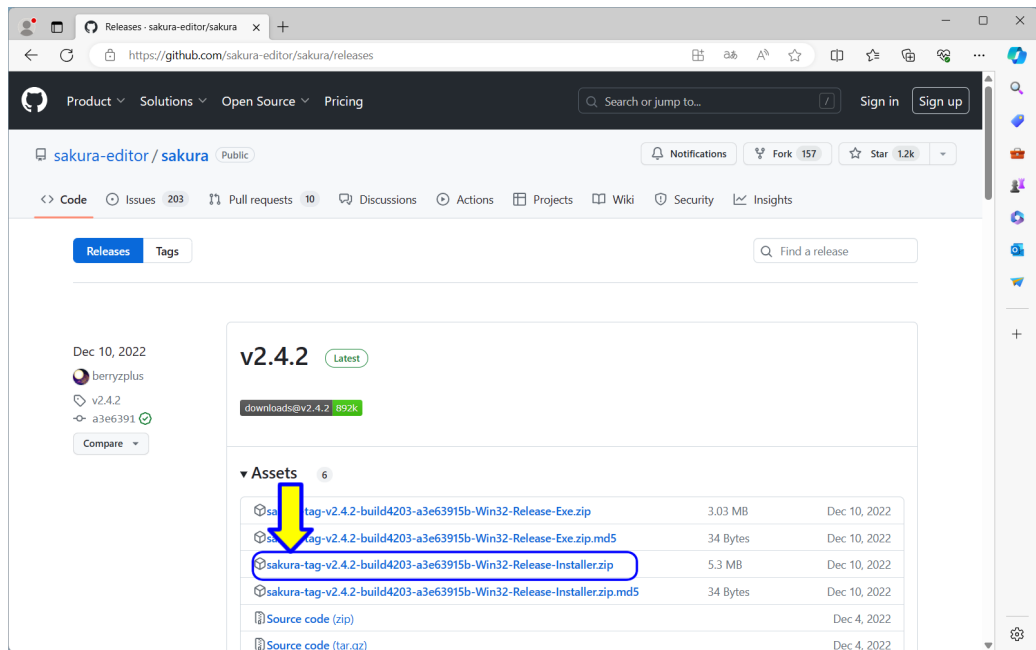 Releases · sakura-editor/sakura
https://github.com/sakura-editor/sakura/releases
Product Solutions Open Source Pricing Search or jump to... / Sign in Sign up
sakura-editor / sakura Public Notifications Fork 157 Star 1.2k
Code Issues 203 Pull requests 10 Discussions Actions Projects Wiki Security Insights
Releases Tags Find a release
Dec 10, 2022
berryzplus
v2.4.2
a3e6391
Compare
v2.4.2 Latest
downloads@v2.4.2 892k
Assets 6
sa tag-v2.4.2-build4203-a3e63915b-Win32-Release-Exe.zip 3.03 MB Dec 10, 2022
tag-v2.4.2-build4203-a3e63915b-Win32-Release-Exe.zip.md5 34 Bytes Dec 10, 2022
sakura-tag-v2.4.2-build4203-a3e63915b-Win32-Release-Installer.zip 5.3 MB Dec 10, 2022
sakura-tag-v2.4.2-build4203-a3e63915b-Win32-Release-Installer.zip.md5 34 Bytes Dec 10, 2022
Source code (zip) Dec 4, 2022
Source code (tar.gz) Dec 4, 2022